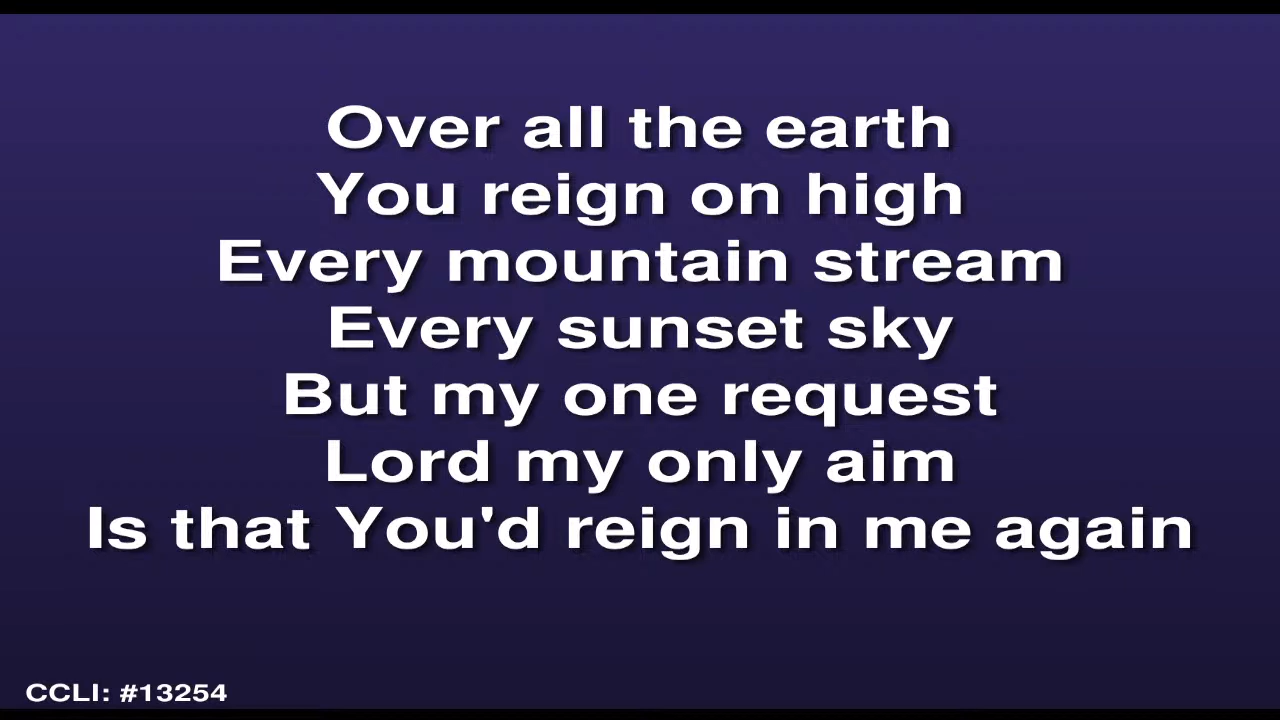 Over all the earth
You reign on high
Every mountain stream
Every sunset sky
But my one request
Lord my only aim
Is that You'd reign in me again
CCLI: #13254